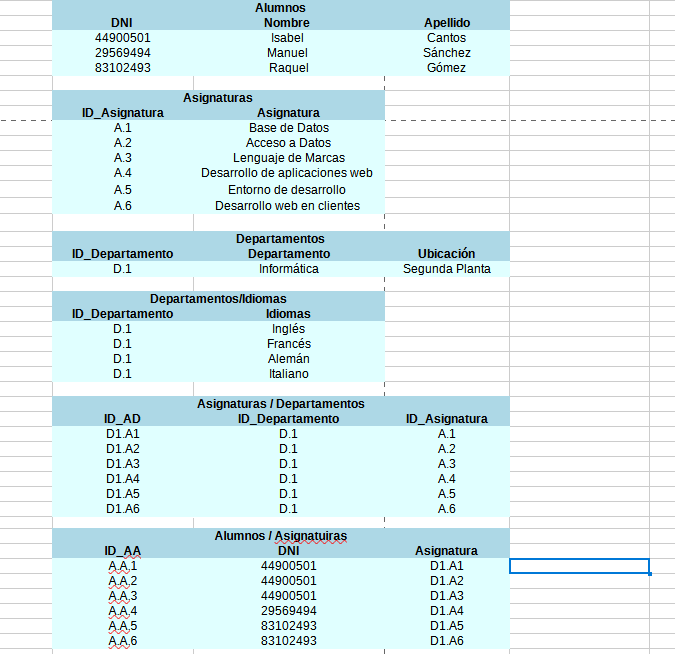 Alumnos
DNI Nombre Apellido
44900501 Isabel Cantos
29569494 Manuel Sánchez
83102493 Raquel Gómez
Asignaturas
ID_Asignatura Asignatura
A.1 Base de Datos
A.2 Acceso a Datos
A.3 Lenguaje de Marcas
A.4 Desarrollo de aplicaciones web
A.5 Entorno de desarrollo
A.6 Desarrollo web en clientes
Departamentos
ID_Departamento Departamento Ubicación
D.1 Informática Segunda Planta
Departamentos/Idiomas
ID_Departamento Idiomas
D.1 Inglés
D.1 Francés
D.1 Alemán
D.1 Italiano
Asignaturas / Departamentos
ID_AD ID_Departamento ID_Asignatura
D1.A1 D.1 A.1
D1.A2 D.1 A.2
D1.A3 D.1 A.3
D1.A4 D.1 A.4
D1.A5 D.1 A.5
D1.A6 D.1 A.6
Alumnos / Asignatuiras
ID_AA DNI Asignatura
A.A.1 44900501 D1.A1
A.A.2 44900501 D1.A2
A.A.3 44900501 D1.A3
A.A.4 29569494 D1.A4
A.A.5 83102493 D1.A5
A.A.6 83102493 D1.A6